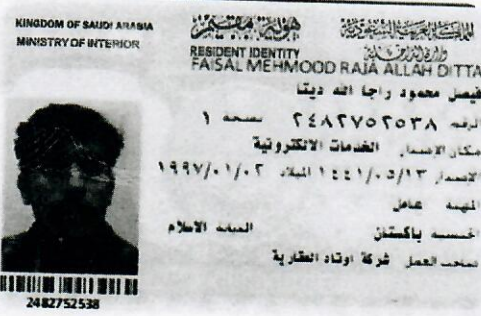 KINGDOM OF SAUDI ARABIA
MINISTRY OF INTERIOR
هوية مقيم
المملكة العربية السعودية
وزارة الداخلية
RESIDENT IDENTITY
FAISAL MEHMOOD RAJA ALLAH DITTA
فيصل محمود راجا الله ديتا
الرقم ٢٤٨٢٧٥٢٥٣٨ نسخة ١
مكان الإصدار الخدمات الالكترونية
الإصدار ١٤٤١/٠٥/١٣ الميلاد ١٩٩٧/٠١/٠٢
المهنة عامل
الجنسية باكستان الديانة الاسلام
صاحب العمل شركة اوتاد العقارية
2482752538